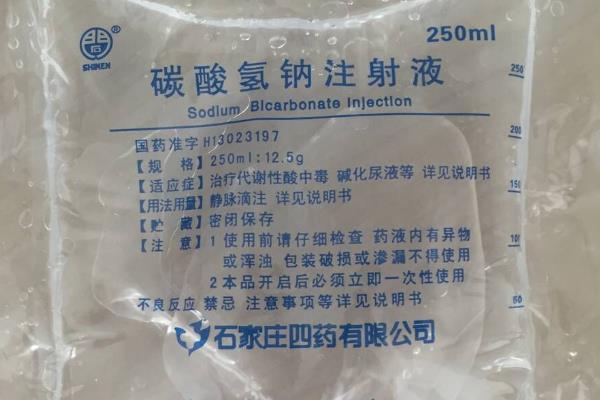 SHIMEN ®
250ml
碳酸氢钠注射液
Sodium Bicarbonate Injection
国药准字H13023197
【规 格】250ml:12.5g
【适应症】治疗代谢性酸中毒 碱化尿液等 详见说明书
【用法用量】静脉滴注 详见说明书
【贮 藏】密闭保存
【注 意】1 使用前请仔细检查 药液内有异物
或浑浊 包装破损或渗漏不得使用
2 本品开启后必须立即一次性使用
不良反应 禁忌 注意事项等详见说明书
石家庄四药有限公司
250
200
150
100
50